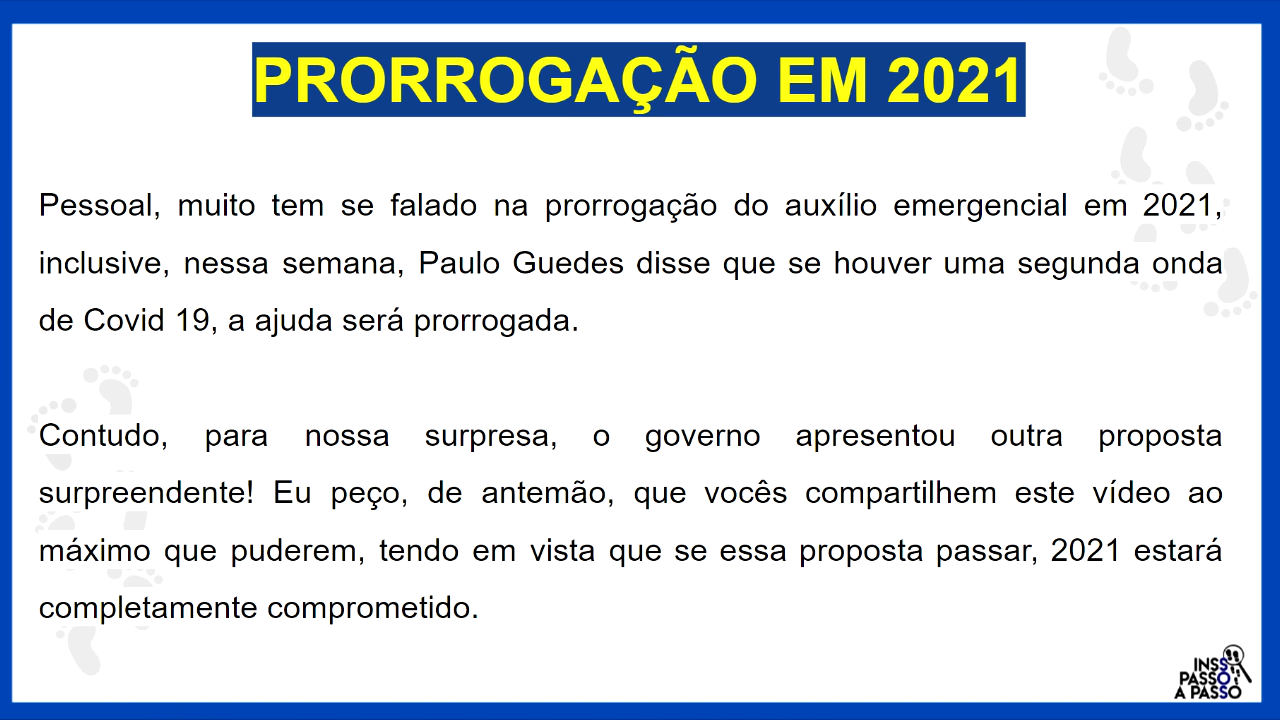 PRORROGAÇÃO EM 2021
Pessoal, muito tem se falado na prorrogação do auxílio emergencial em 2021,
inclusive, nessa semana, Paulo Guedes disse que se houver uma segunda onda
de Covid 19, a ajuda será prorrogada.
Contudo, para nossa surpresa, o governo apresentou outra proposta
surpreendente! Eu peço, de antemão, que vocês compartilhem este vídeo ao
máximo que puderem, tendo em vista que se essa proposta passar, 2021 estará
completamente comprometido.
INSS
PASSO
A PASSO